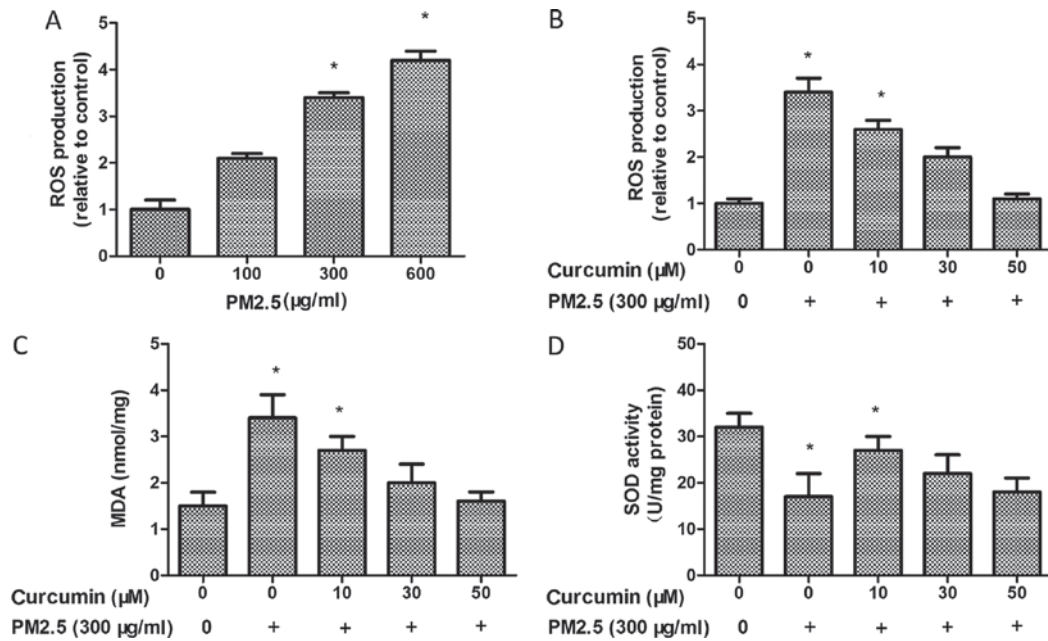 A
ROS production
(relative to control)
5
4
3
2
1
0
*
*
0 100 300 600
PM2.5 (µg/ml)
B
ROS production
(relative to control)
5
4
3
2
1
0
*
*
Curcumin (µM) 0 0 10 30 50
PM2.5 (300 µg/ml) 0 + + + +
C
MDA (nmol/mg)
5
4
3
2
1
0
*
*
Curcumin (µM) 0 0 10 30 50
PM2.5 (300 µg/ml) 0 + + + +
D
SOD activity
(U/mg protein)
50
40
30
20
10
0
*
*
Curcumin (µM) 0 0 10 30 50
PM2.5 (300 µg/ml) 0 + + + +